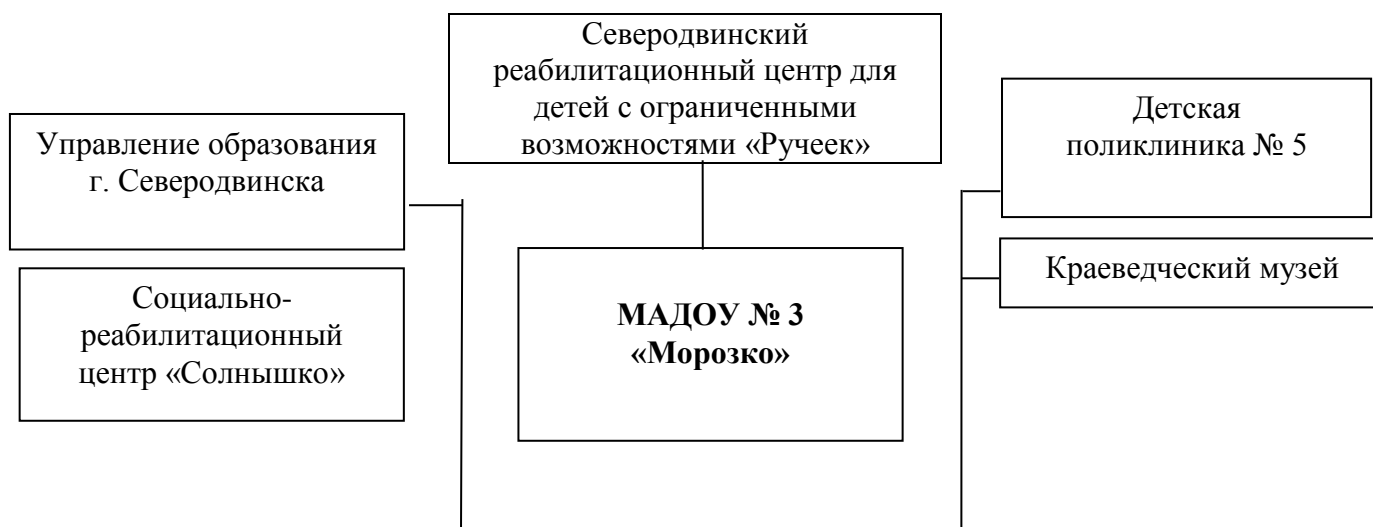 Северодвинский
реабилитационный центр для
детей с ограниченными
возможностями «Ручеек»
Управление образования
г. Северодвинска
Детская
поликлиника № 5
Социально-
реабилитационный
центр «Солнышко»
МАДОУ № 3
«Морозко»
Краеведческий музей